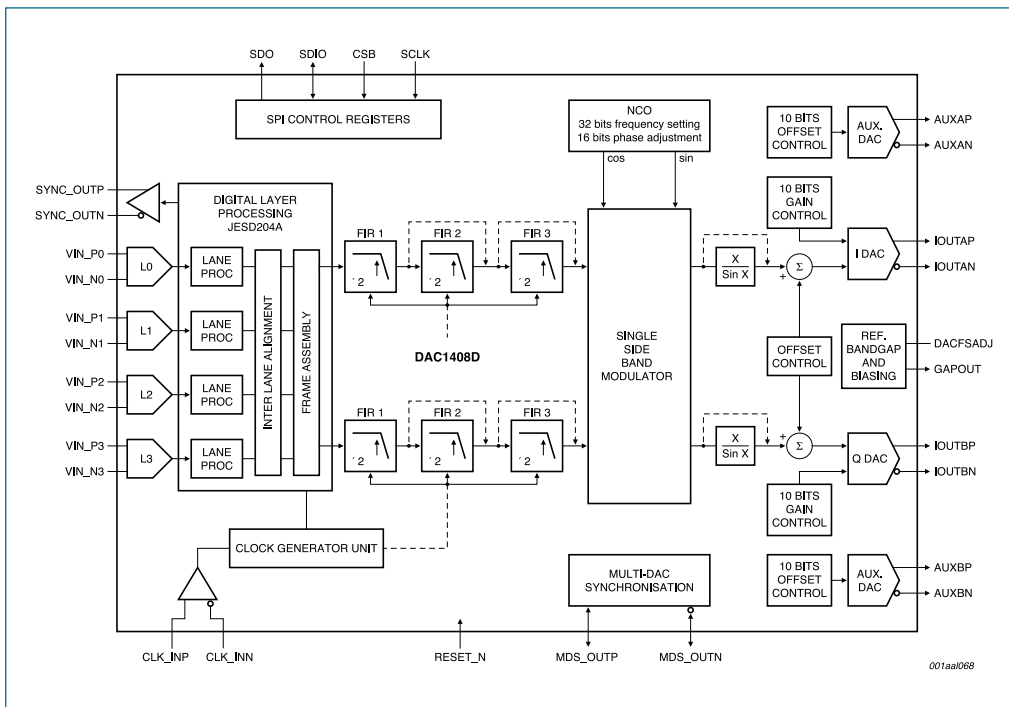 SDO SDIO CSB SCLK
SPI CONTROL REGISTERS
NCO
32 bits frequency setting
16 bits phase adjustment
cos sin
10 BITS
OFFSET
CONTROL
AUX.
DAC
AUXAP
AUXAN
SYNC_OUTP
SYNC_OUTN
DIGITAL LAYER
PROCESSING
JESD204A
10 BITS
GAIN
CONTROL
VIN_P0
VIN_N0
L0
LANE
PROC
FIR 1 FIR 2 FIR 3
´2 ´2 ´2
X
Sin X
+
Σ
I DAC
IOUTAP
IOUTAN
VIN_P1
VIN_N1
L1
LANE
PROC
INTER LANE ALIGNMENT
FRAME ASSEMBLY
DAC1408D
SINGLE
SIDE
BAND
MODULATOR
OFFSET
CONTROL
REF.
BANDGAP
AND
BIASING
DACFSADJ
GAPOUT
VIN_P2
VIN_N2
L2
LANE
PROC
VIN_P3
VIN_N3
L3
LANE
PROC
FIR 1 FIR 2 FIR 3
´2 ´2 ´2
X
Sin X
+
Σ
Q DAC
IOUTBP
IOUTBN
10 BITS
GAIN
CONTROL
CLOCK GENERATOR UNIT
MULTI-DAC
SYNCHRONISATION
10 BITS
OFFSET
CONTROL
AUX.
DAC
AUXBP
AUXBN
CLK_INP CLK_INN RESET_N MDS_OUTP MDS_OUTN
001aal068